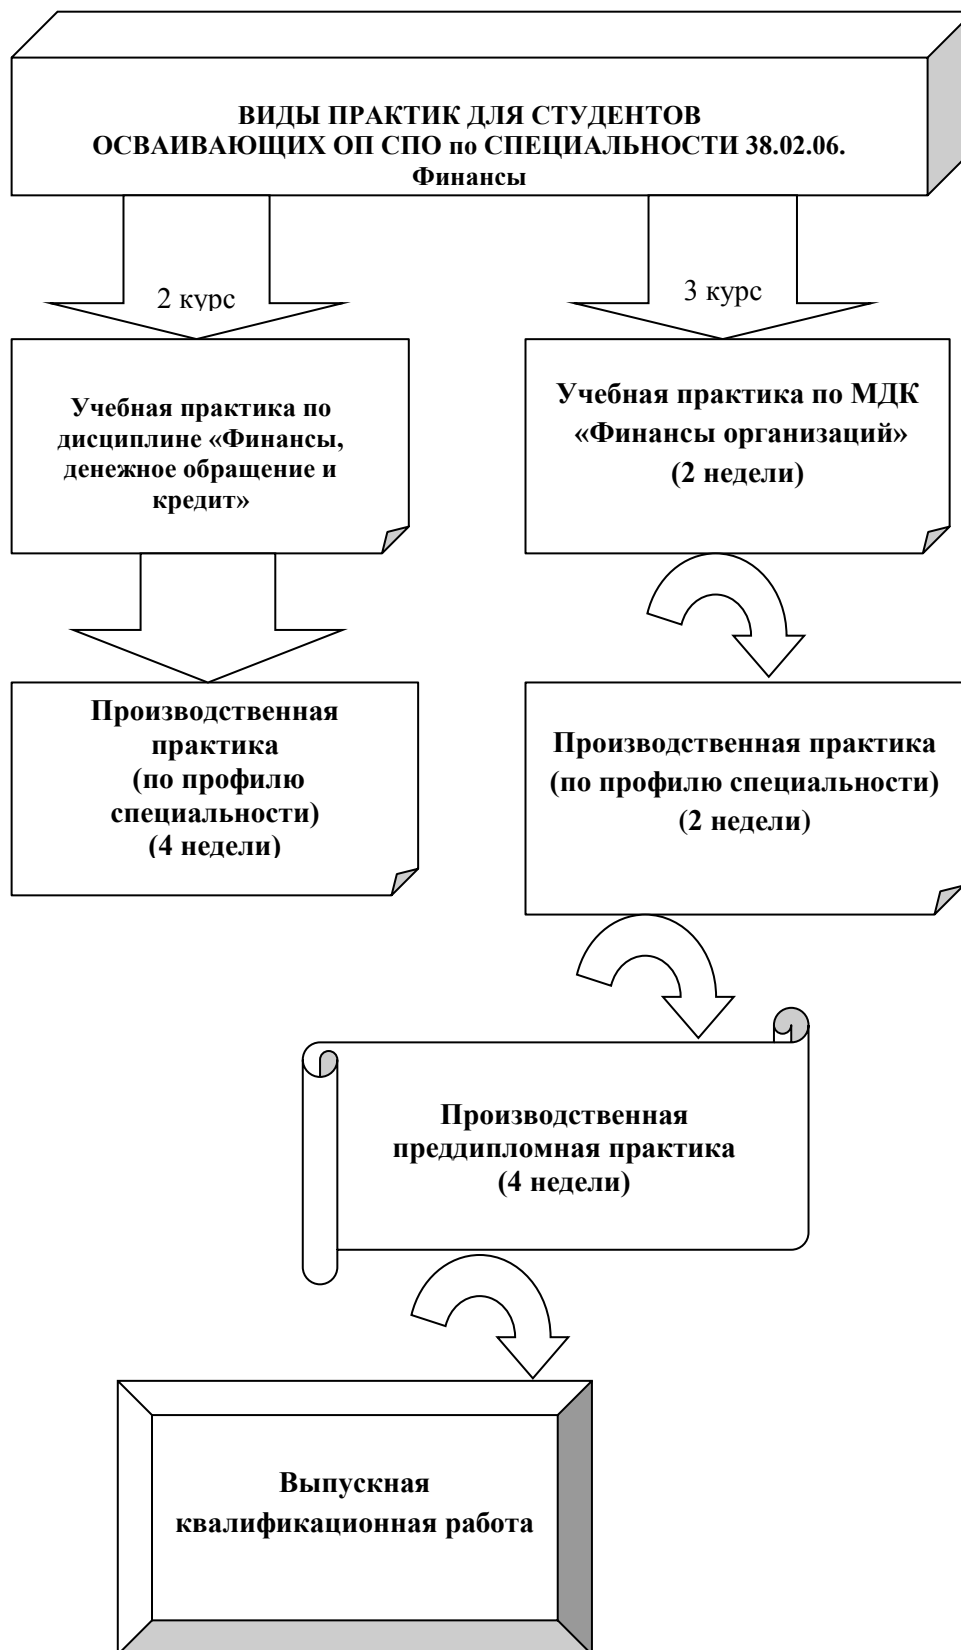 ВИДЫ ПРАКТИК ДЛЯ СТУДЕНТОВ
ОСВАИВАЮЩИХ ОП СПО по СПЕЦИАЛЬНОСТИ 38.02.06.
Финансы
2 курс
3 курс
Учебная практика по
дисциплине «Финансы,
денежное обращение и
кредит»
Учебная практика по МДК
«Финансы организаций»
(2 недели)
Производственная
практика
(по профилю
специальности)
(4 недели)
Производственная практика
(по профилю специальности)
(2 недели)
Производственная
преддипломная практика
(4 недели)
Выпускная
квалификационная работа